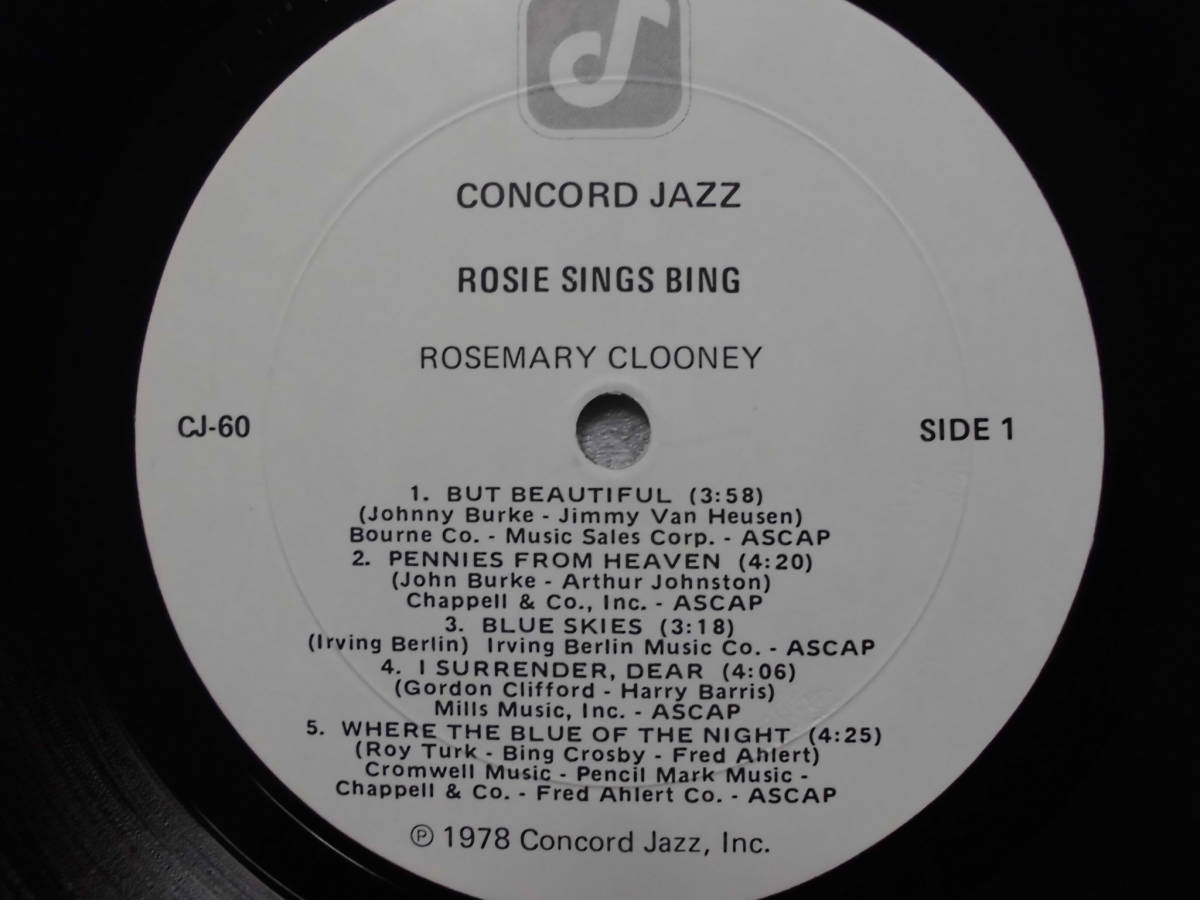 CONCORD JAZZ
ROSIE SINGS BING
ROSEMARY CLOONEY
CJ-60
SIDE 1
1. BUT BEAUTIFUL (3:58)
(Johnny Burke - Jimmy Van Heusen)
Bourne Co. - Music Sales Corp. - ASCAP
2. PENNIES FROM HEAVEN (4:20)
(John Burke - Arthur Johnston)
Chappell & Co., Inc. - ASCAP
3. BLUE SKIES (3:18)
(Irving Berlin) Irving Berlin Music Co. - ASCAP
4. I SURRENDER, DEAR (4:06)
(Gordon Clifford - Harry Barris)
Mills Music, Inc. - ASCAP
5. WHERE THE BLUE OF THE NIGHT (4:25)
(Roy Turk - Bing Crosby - Fred Ahlert)
Cromwell Music - Pencil Mark Music -
Chappell & Co. - Fred Ahlert Co. - ASCAP
℗ 1978 Concord Jazz, Inc.